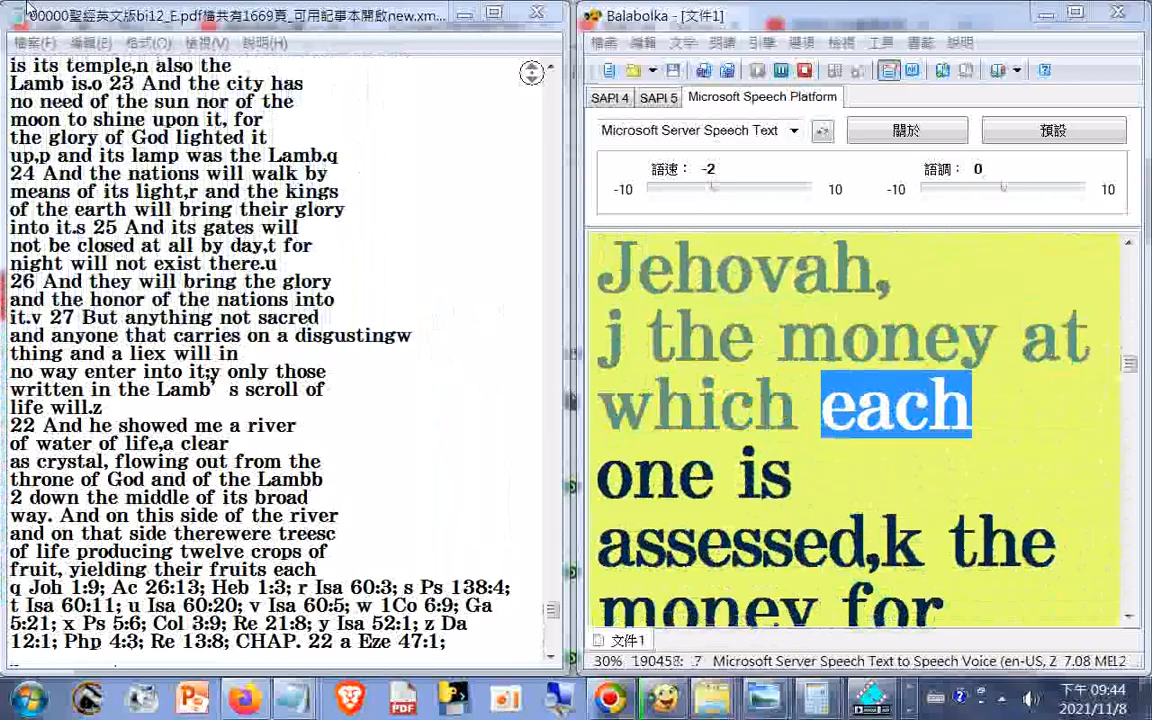 00000聖經英文版bi12_E.pdf檔共有1669頁_可用記事本開啟new.xm...
檔案(F) 編輯(E) 格式(O) 檢視(V) 說明(H)
is its temple,n also the
Lamb is.o 23 And the city has
no need of the sun nor of the
moon to shine upon it, for
the glory of God lighted it
up,p and its lamp was the Lamb.q
24 And the nations will walk by
means of its light,r and the kings
of the earth will bring their glory
into it.s 25 And its gates will
not be closed at all by day,t for
night will not exist there.u
26 And they will bring the glory
and the honor of the nations into
it.v 27 But anything not sacred
and anyone that carries on a disgustingw
thing and a liex will in
no way enter into it;y only those
written in the Lamb’s scroll of
life will.z
22 And he showed me a river
of water of life,a clear
as crystal, flowing out from the
throne of God and of the Lambb
2 down the middle of its broad
way. And on this side of the river
and on that side therewere treesc
of life producing twelve crops of
fruit, yielding their fruits each
q Joh 1:9; Ac 26:13; Heb 1:3; r Isa 60:3; s Ps 138:4;
t Isa 60:11; u Isa 60:20; v Isa 60:5; w 1Co 6:9; Ga
5:21; x Ps 5:6; Col 3:9; Re 21:8; y Isa 52:1; z Da
12:1; Php 4:3; Re 13:8; CHAP. 22 a Eze 47:1;
Balabolka - [文件1]
檔案 編輯 文字 朗讀 引擎 選項 檢視 工具 書籤 說明
SAPI 4 SAPI 5 Microsoft Speech Platform
Microsoft Server Speech Text 關於 預設
語速： -2 語調： 0
-10 10 -10 10
Jehovah,
j the money at
which each
one is
assessed,k the
money for
文件1
30% Microsoft Server Speech Text to Speech Voice (en-US, Z 7.08 ME
下午 09:44
2021/11/8